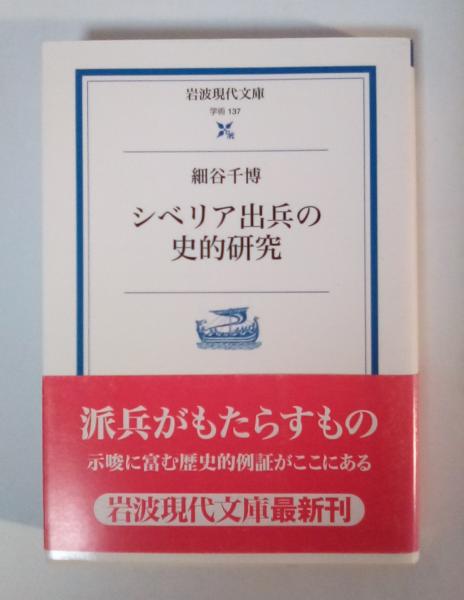 岩波現代文庫
学術 137
細谷千博
シベリア出兵の
史的研究
派兵がもたらすもの
示唆に富む歴史的例証がここにある
岩波現代文庫最新刊